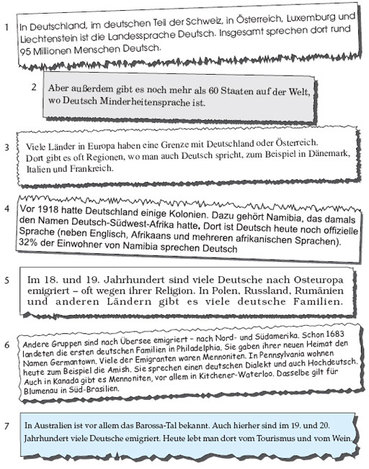 1 In Deutschland, im deutschen Teil der Schweiz, in Österreich, Luxemburg und
Liechtenstein ist die Landessprache Deutsch. Insgesamt sprechen dort rund
95 Millionen Menschen Deutsch.
2 Aber außerdem gibt es noch mehr als 60 Staaten auf der Welt,
wo Deutsch Minderheitensprache ist.
3 Viele Länder in Europa haben eine Grenze mit Deutschland oder Österreich.
Dort gibt es oft Regionen, wo man auch Deutsch spricht, zum Beispiel in Dänemark,
Italien und Frankreich.
4 Vor 1918 hatte Deutschland einige Kolonien. Dazu gehört Namibia, das damals
den Namen Deutsch-Südwest-Afrika hatte. Dort ist Deutsch heute noch offizielle
Sprache (neben Englisch, Afrikaans und mehreren afrikanischen Sprachen).
32% der Einwohner von Namibia sprechen Deutsch
5 Im 18. und 19. Jahrhundert sind viele Deutsche nach Osteuropa
emigriert – oft wegen ihrer Religion. In Polen, Russland, Rumänien
und anderen Ländern gibt es viele deutsche Familien.
6 Andere Gruppen sind nach Übersee emigriert – nach Nord- und Südamerika. Schon 1683
landeten die ersten deutschen Familien in Philadelphia. Sie gaben ihrer neuen Heimat den
Namen Germantown. Viele der Emigranten waren Mennoniten. In Pennsylvania wohnen
heute zum Beispiel die Amish. Sie sprechen einen deutschen Dialekt und auch Hochdeutsch.
Auch in Kanada gibt es Mennoniten, vor allem in Kitchener-Waterloo. Dasselbe gilt für
Blumenau in Süd-Brasilien.
7 In Australien ist vor allem das Barossa-Tal bekannt. Auch hierher sind im 19. und 20.
Jahrhundert viele Deutsche emigriert. Heute lebt man dort vom Tourismus und vom Wein.